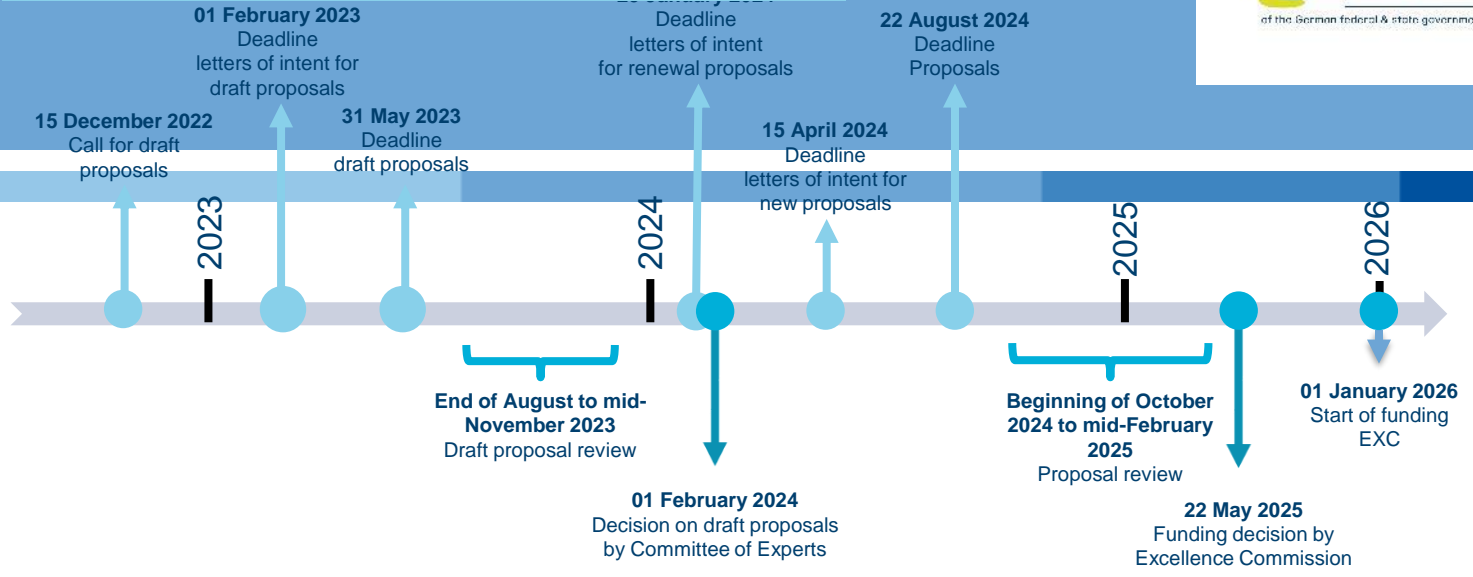 01 February 2023
Deadline
letters of intent for
draft proposals
Deadline
letters of intent
for renewal proposals
22 August 2024
Deadline
Proposals
of the German federal & state
15 December 2022
Call for draft
proposals
31 May 2023
Deadline
draft proposals
15 April 2024
Deadline
letters of intent for
new proposals
2023
2024
2025
2026
End of August to mid-
November 2023
Draft proposal review
Beginning of October
2024 to mid-February
2025
Proposal review
01 January 2026
Start of funding
EXC
01 February 2024
Decision on draft proposals
by Committee of Experts
22 May 2025
Funding decision by
Excellence Commission